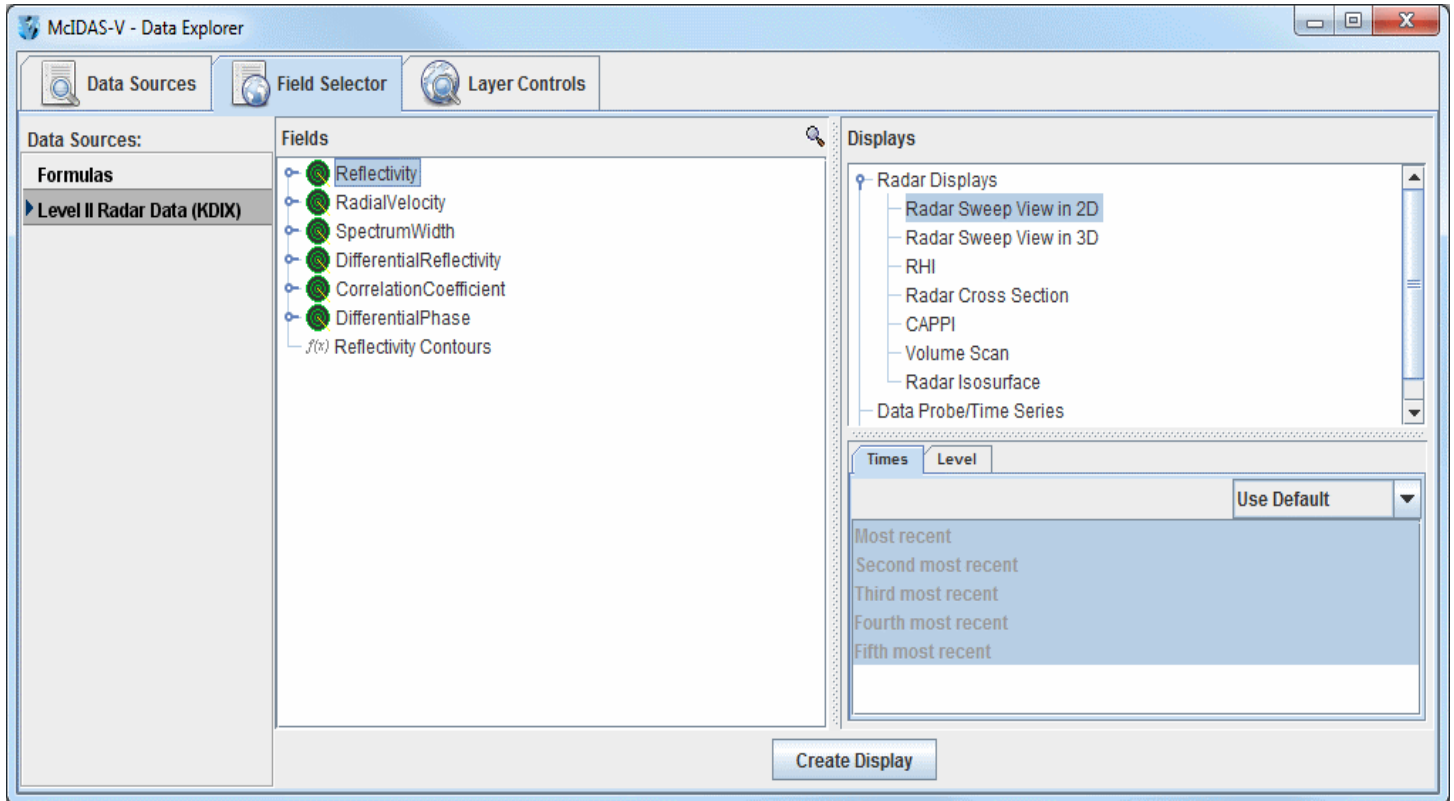 McIDAS-V - Data Explorer
Data Sources
Field Selector
Layer Controls
Data Sources:
Formulas
Level II Radar Data (KDIX)
Fields
Reflectivity
RadialVelocity
SpectrumWidth
DifferentialReflectivity
CorrelationCoefficient
DifferentialPhase
f(x) Reflectivity Contours
Displays
Radar Displays
Radar Sweep View in 2D
Radar Sweep View in 3D
RHI
Radar Cross Section
CAPPI
Volume Scan
Radar Isosurface
Data Probe/Time Series
Times
Level
Use Default
Most recent
Second most recent
Third most recent
Fourth most recent
Fifth most recent
Create Display